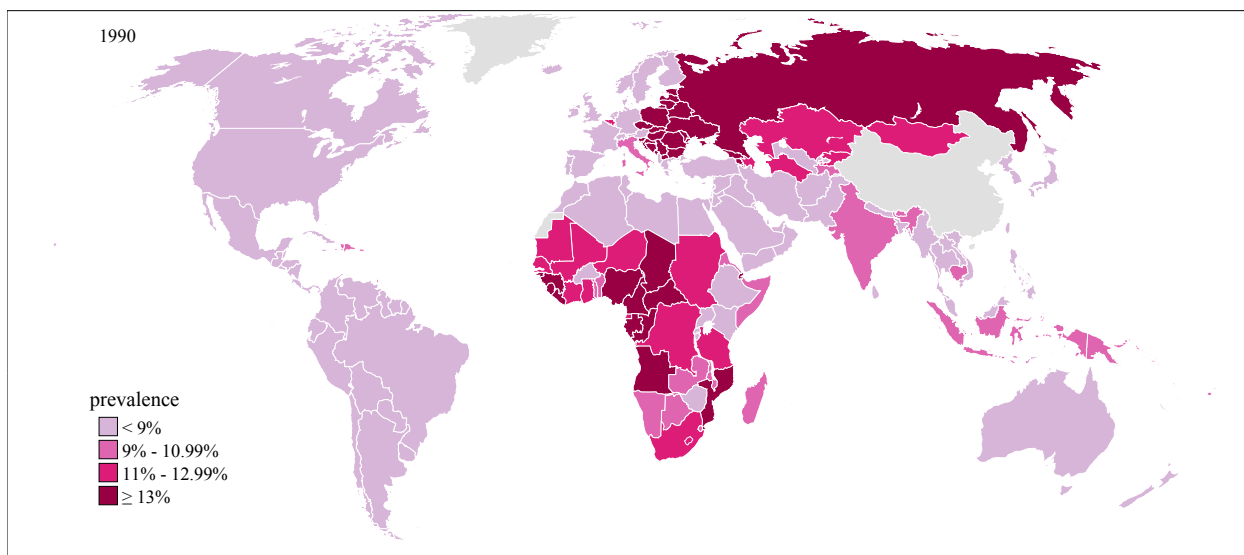 1990
prevalence
< 9%
9% - 10.99%
11% - 12.99%
≥ 13%